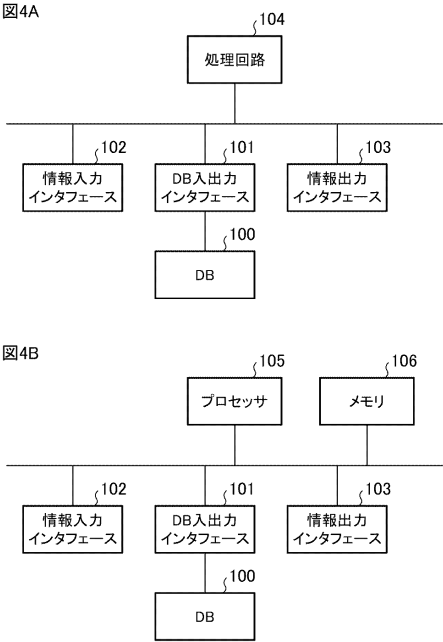 図4A
104
処理回路
102
情報入力
インタフェース
101
DB入出力
インタフェース
103
情報出力
インタフェース
100
DB
図4B
105
プロセッサ
106
メモリ
102
情報入力
インタフェース
101
DB入出力
インタフェース
103
情報出力
インタフェース
100
DB